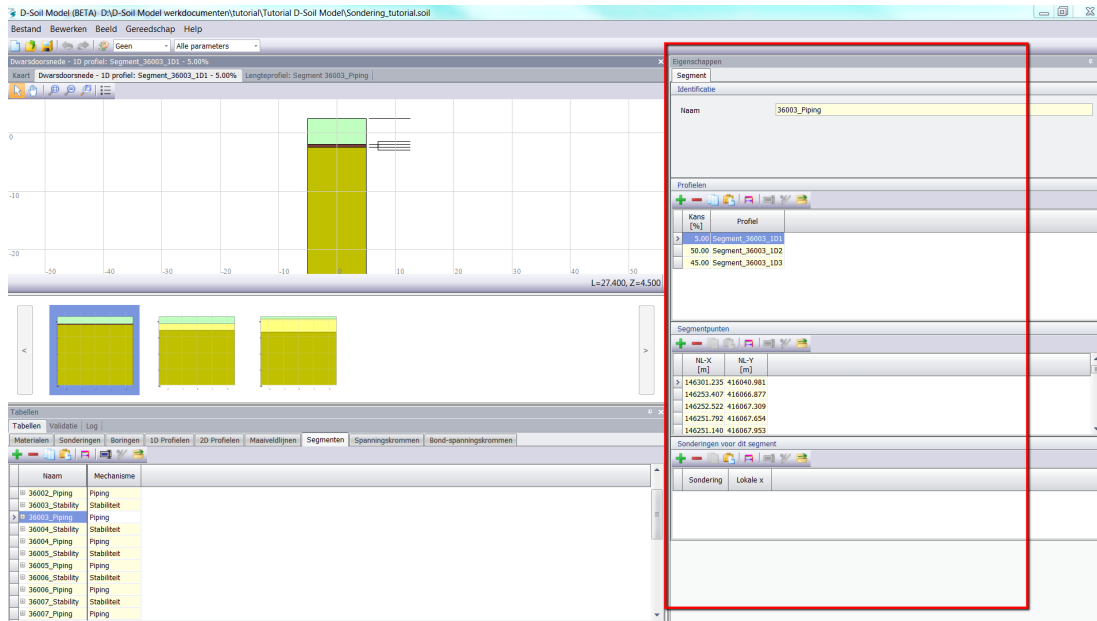 D-Soil Model (BETA) D:\D-Soil Model werkdocumenten\tutorial\Tutorial D-Soil Model\Sondering_tutorial.soil
Bestand Bewerken Beeld Gereedschap Help
Geen Alle parameters
Dwarsdoorsnede - 1D profiel: Segment_36003_1D1 - 5.00%
Kaart Dwarsdoorsnede - 1D profiel: Segment_36003_1D1 - 5.00% Lengteprofiel: Segment 36003_Piping
0
-10
-20
-50 -40 -30 -20 -10 0 10 20 30 40 50
L=27.400, Z=4.500
< >
Tabellen
Tabellen Validatie Log
Materialen Sonderingen Boringen 1D Profielen 2D Profielen Maaiveldlijnen Segmenten Spanningskrommen Bond-spanningskrommen
Naam Mechanisme
36002_Piping Piping
36003_Stability Stabiliteit
36003_Piping Piping
36004_Stability Stabiliteit
36004_Piping Piping
36005_Stability Stabiliteit
36005_Piping Piping
36006_Stability Stabiliteit
36006_Piping Piping
36007_Stability Stabiliteit
36007_Piping Piping
Eigenschappen
Segment
Identificatie
Naam 36003_Piping
Profielen
Kans [%] Profiel
5.00 Segment_36003_1D1
50.00 Segment_36003_1D2
45.00 Segment_36003_1D3
Segmentpunten
NL-X [m] NL-Y [m]
146301.235 416040.981
146253.407 416066.877
146252.522 416067.309
146251.792 416067.654
146251.140 416067.953
Sonderingen voor dit segment
Sondering Lokale x